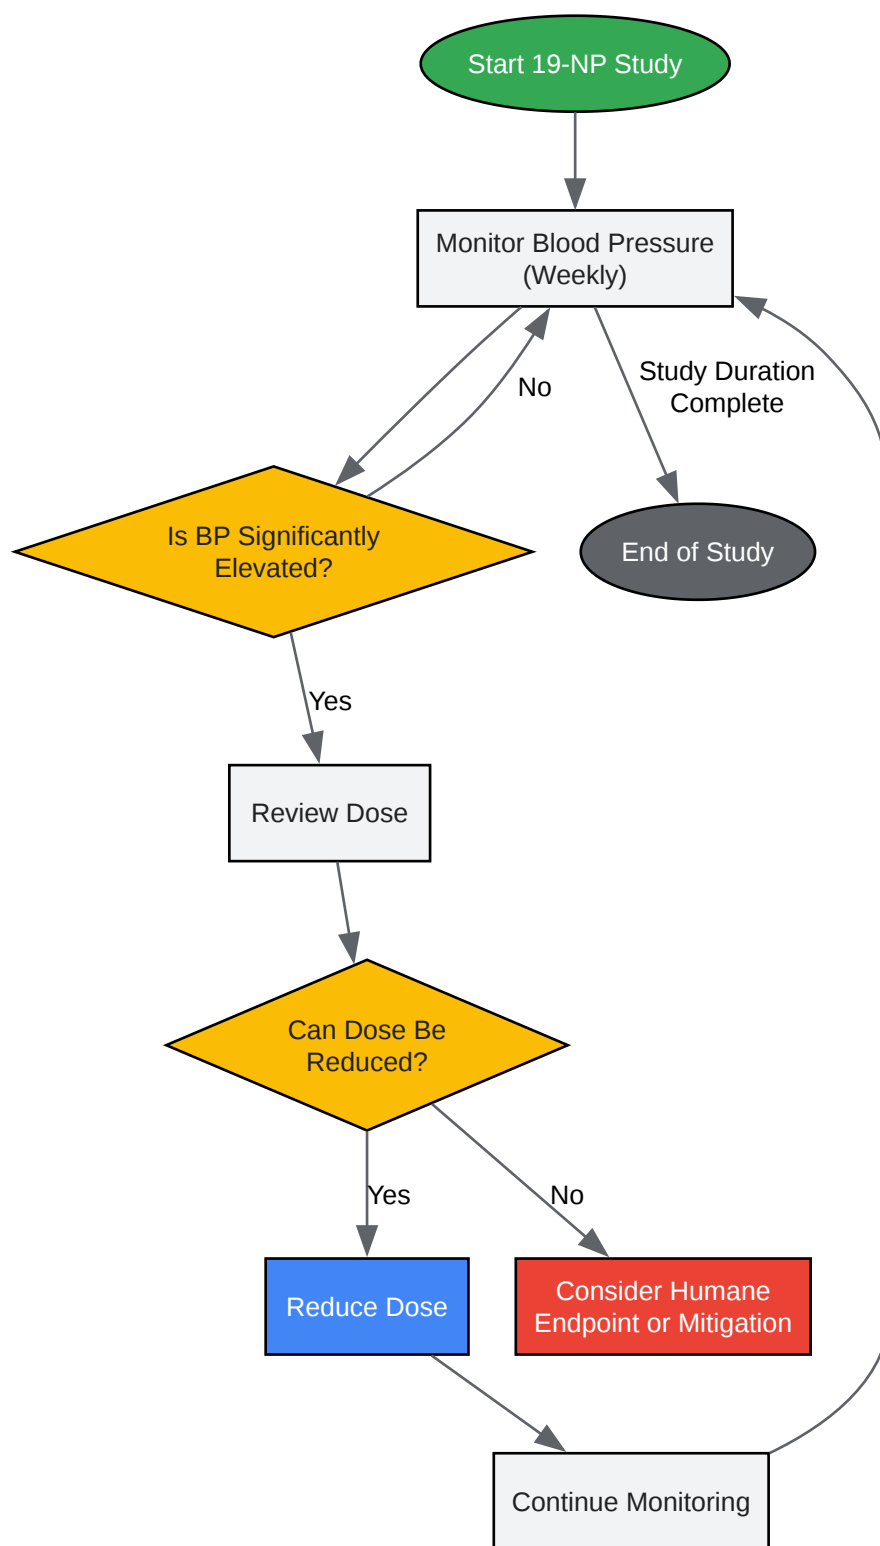 Start 19-NP Study
Monitor Blood Pressure
(Weekly)
No
Study Duration
Complete
Is BP Significantly
Elevated?
End of Study
Yes
Review Dose
Can Dose Be
Reduced?
Yes
No
Reduce Dose
Consider Humane
Endpoint or Mitigation
Continue Monitoring